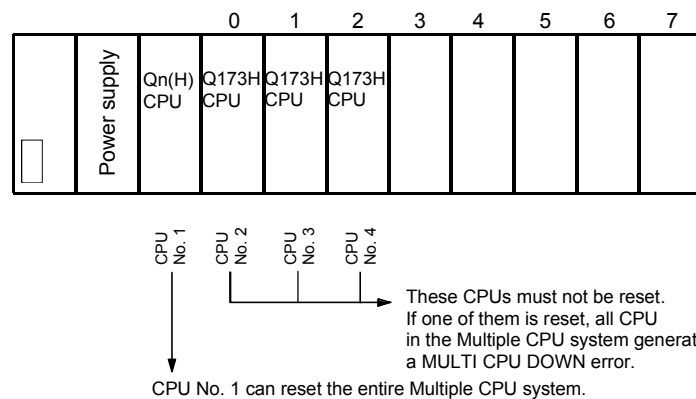 0 1 2 3 4 5 6 7
Power supply
Qn(H) Q173H Q173H Q173H
CPU CPU CPU CPU
CPU No. 1
CPU No. 2
CPU No. 3
CPU No. 4
These CPUs must not be reset.
If one of them is reset, all CPU
in the Multiple CPU system generat
a MULTI CPU DOWN error.
CPU No. 1 can reset the entire Multiple CPU system.